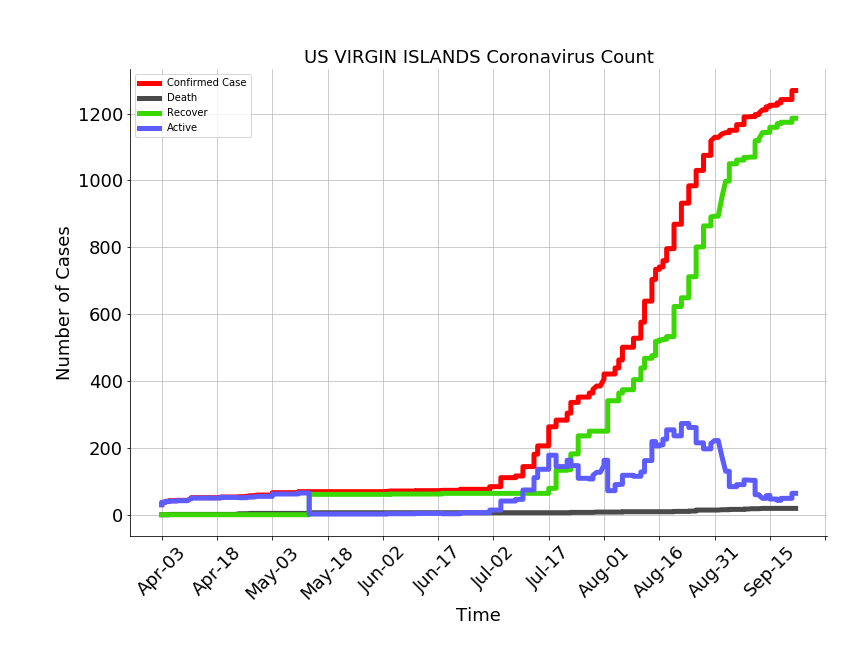 US VIRGIN ISLANDS Coronavirus Count
Confirmed Case
Death
Recover
Active
Number of Cases
1200
1000
800
600
400
200
0
Apr-03
Apr-18
May-03
May-18
Jun-02
Jun-17
Jul-02
Jul-17
Aug-01
Aug-16
Aug-31
Sep-15
Time